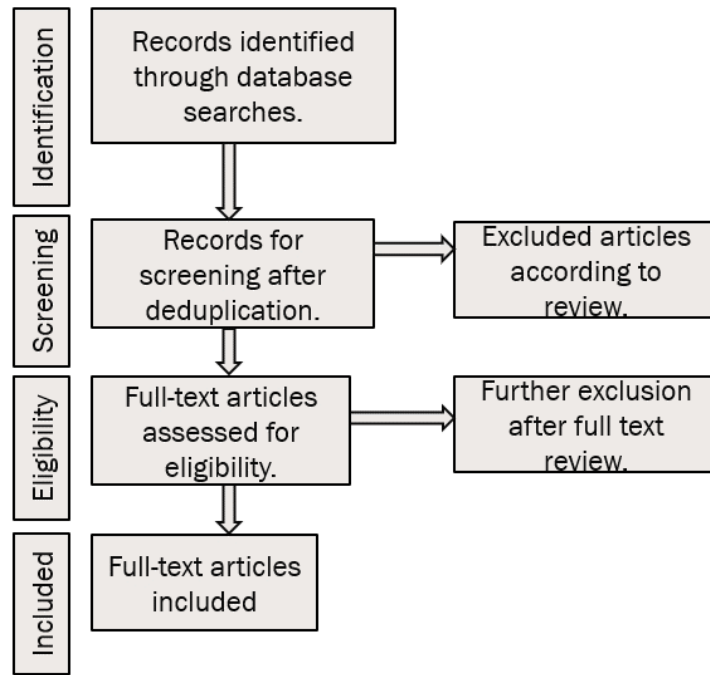 Identification
Records identified
through database
searches.
Screening
Records for
screening after
deduplication.
Excluded articles
according to
review.
Eligibility
Full-text articles
assessed for
eligibility.
Further exclusion
after full text
review.
Included
Full-text articles
included